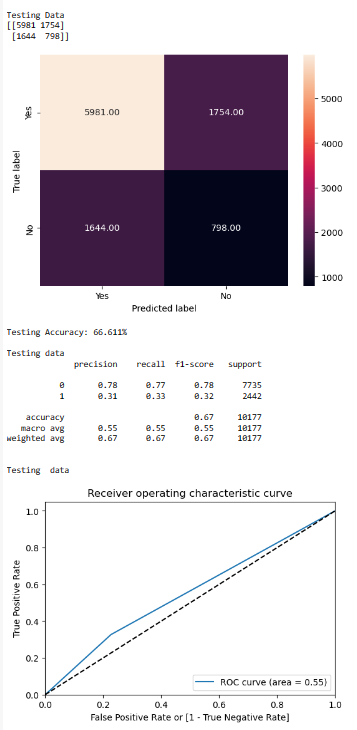 Testing Data
[[5981 1754]
[1644 798]]
Yes
5981.00 1754.00
No
1644.00 798.00
True label
Yes No
Predicted label
5000
4000
3000
2000
1000
Testing Accuracy: 66.611%
Testing data
precision recall f1-score support
0 0.78 0.77 0.78 7735
1 0.31 0.33 0.32 2442
accuracy 0.67 10177
macro avg 0.55 0.55 0.55 10177
weighted avg 0.67 0.67 0.67 10177
Testing data
Receiver operating characteristic curve
True Positive Rate
1.0
0.8
0.6
0.4
0.2
0.0
ROC curve (area = 0.55)
0.0 0.2 0.4 0.6 0.8 1.0
False Positive Rate or [1 - True Negative Rate]